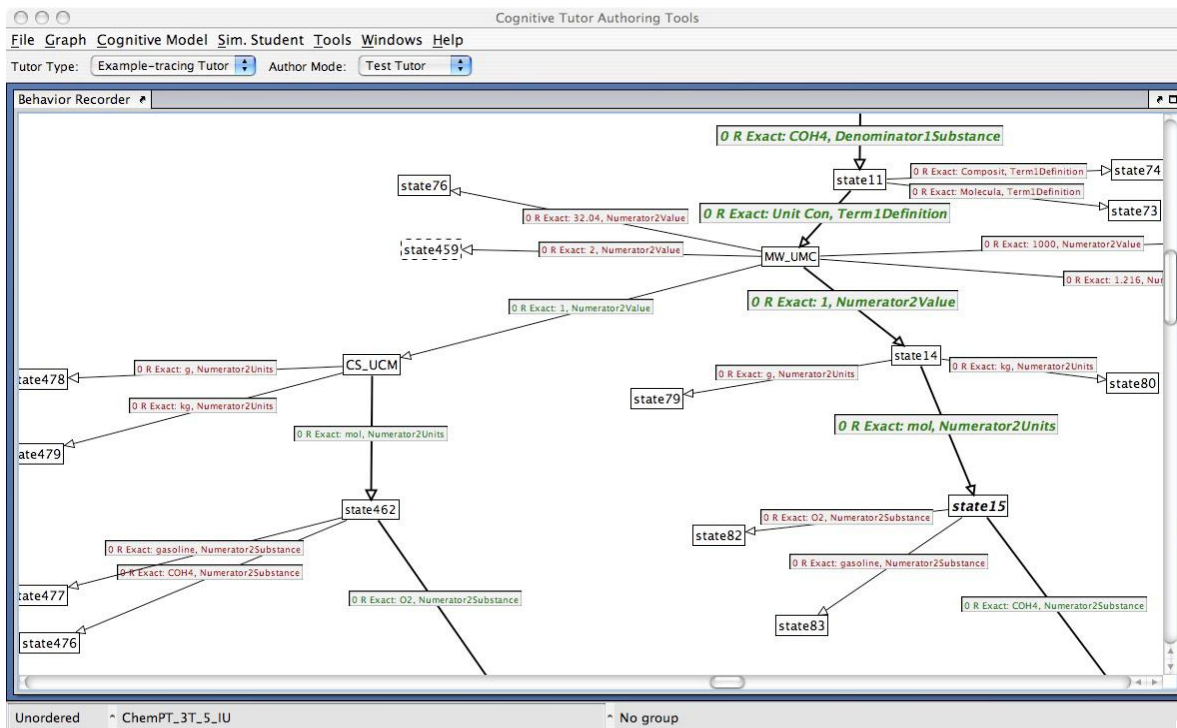 Cognitive Tutor Authoring Tools
File Graph Cognitive Model Sim. Student Tools Windows Help
Tutor Type: Example-tracing Tutor Author Mode: Test Tutor
Behavior Recorder
0 R Exact: COH4, Denominator1Substance
state11
0 R Exact: Composit, Term1Definition
state74
0 R Exact: Molecula, Term1Definition
state73
state76
0 R Exact: 32.04, Numerator2Value
0 R Exact: Unit Con, Term1Definition
state459
0 R Exact: 2, Numerator2Value
MW_UMC
0 R Exact: 1000, Numerator2Value
0 R Exact: 1.216, Nu
0 R Exact: 1, Numerator2Value
0 R Exact: 1, Numerator2Value
state478
0 R Exact: g, Numerator2Units
CS_UCM
0 R Exact: kg, Numerator2Units
tate479
0 R Exact: mol, Numerator2Units
state14
0 R Exact: g, Numerator2Units
state79
0 R Exact: kg, Numerator2Units
state80
0 R Exact: mol, Numerator2Units
state462
0 R Exact: gasoline, Numerator2Substance
0 R Exact: COH4, Numerator2Substance
tate477
state476
0 R Exact: O2, Numerator2Substance
state15
0 R Exact: O2, Numerator2Substance
state82
0 R Exact: gasoline, Numerator2Substance
state83
0 R Exact: COH4, Numerator2Substance
Unordered ChemPT_3T_5_IU No group